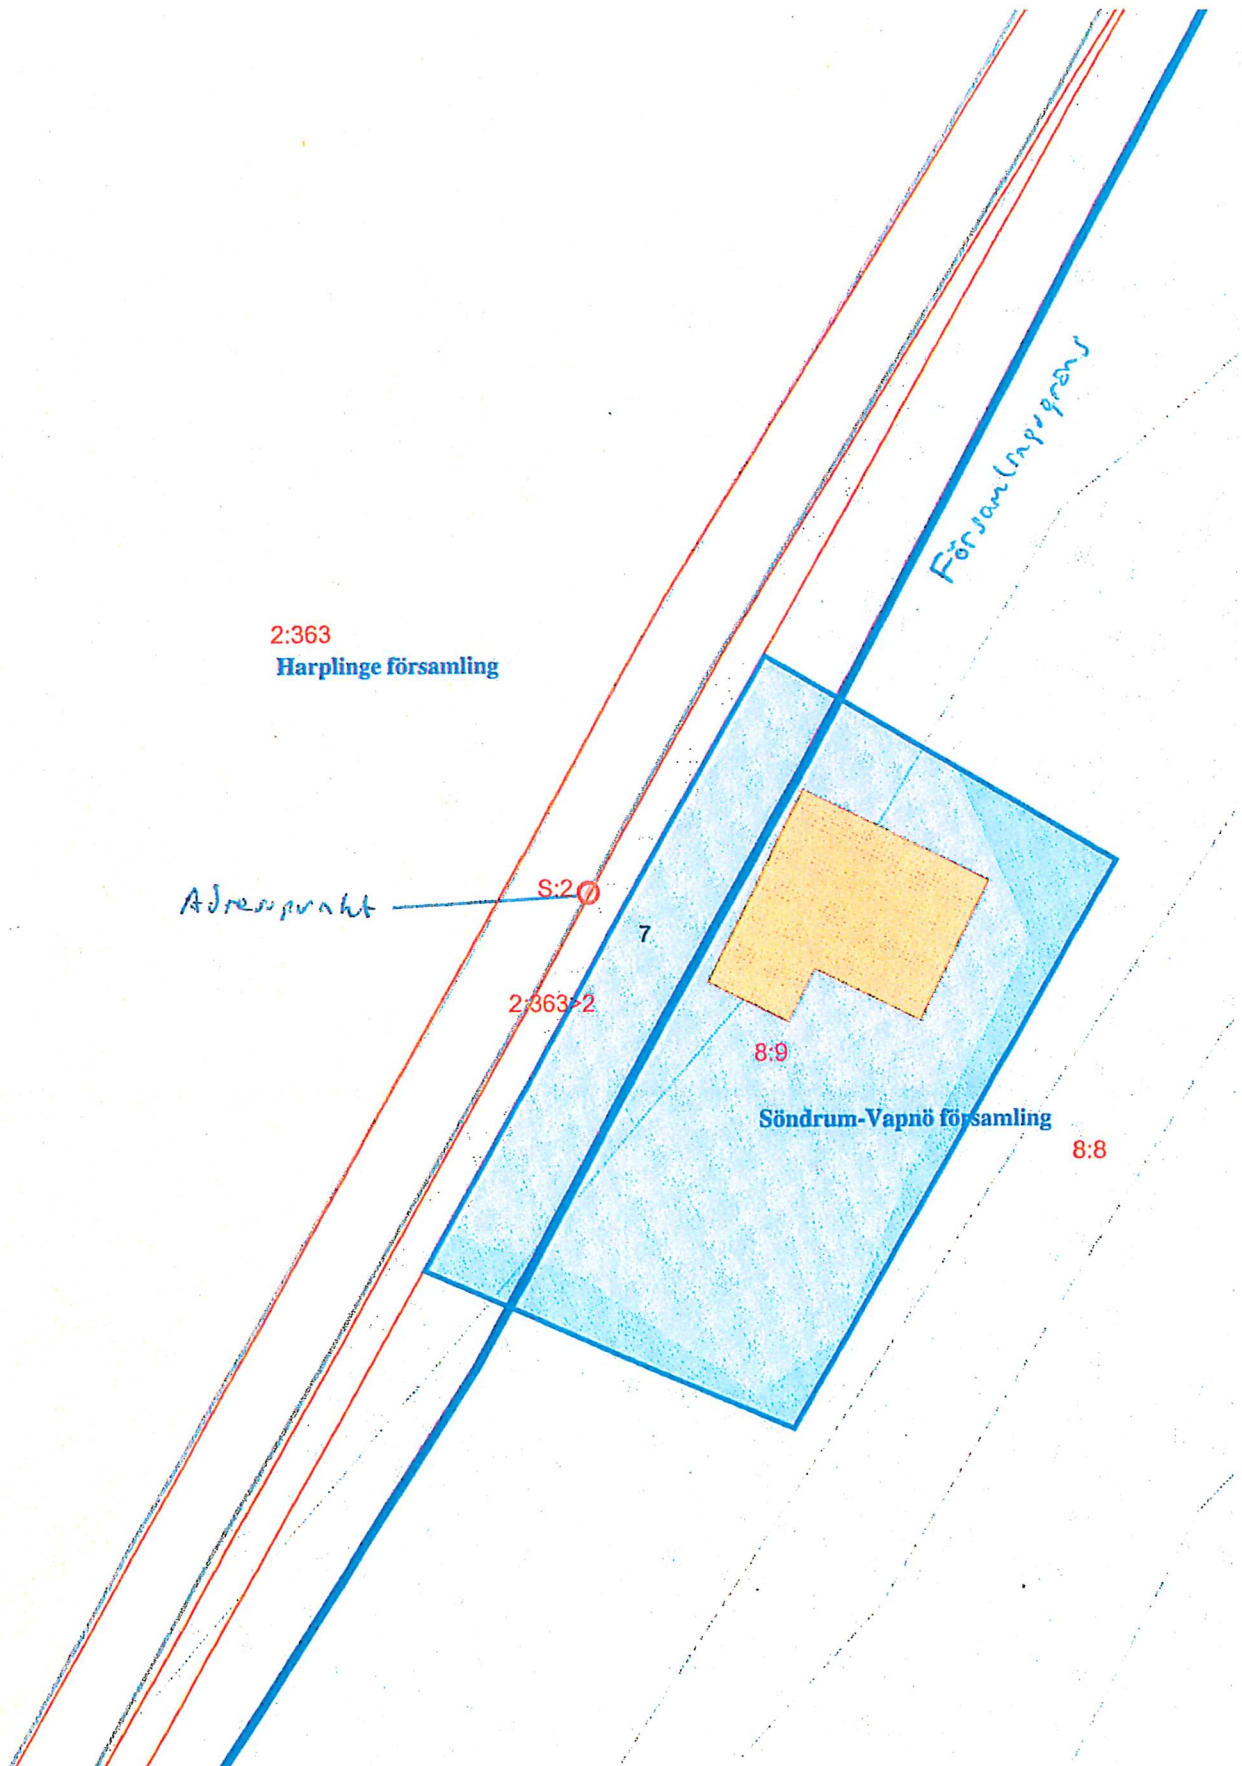 Församlingsgräns
2:363
Harplinge församling
S:2
Adresspunkt
7
2:363>2
8:9
Söndrum-Vapnö församling
8:8